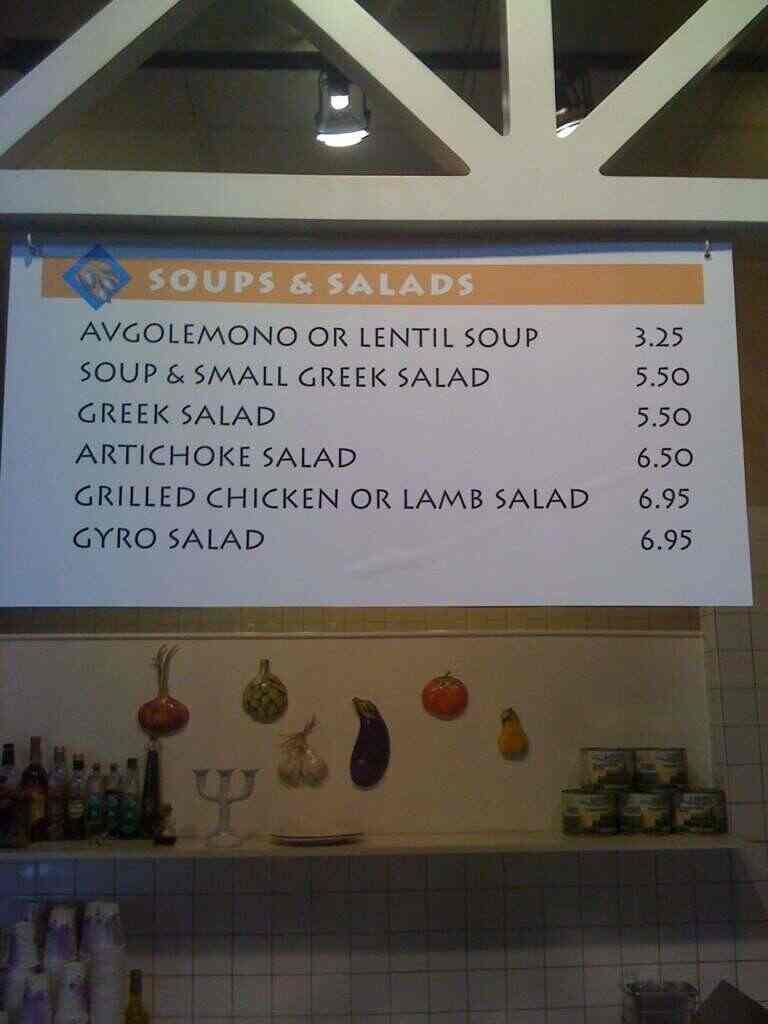 SOUPS & SALADS
AVGOLEMONO OR LENTIL SOUP 3.25
SOUP & SMALL GREEK SALAD 5.50
GREEK SALAD 5.50
ARTICHOKE SALAD 6.50
GRILLED CHICKEN OR LAMB SALAD 6.95
GYRO SALAD 6.95